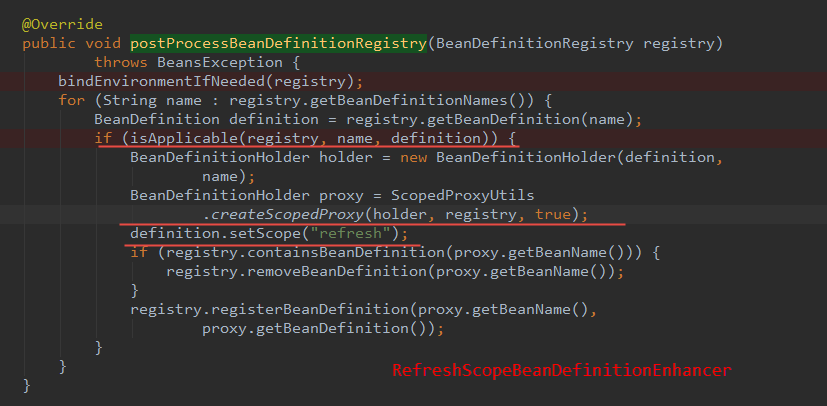 @Override
public void postProcessBeanDefinitionRegistry(BeanDefinitionRegistry registry)
        throws BeansException {
    bindEnvironmentIfNeeded(registry);
    for (String name : registry.getBeanDefinitionNames()) {
        BeanDefinition definition = registry.getBeanDefinition(name);
        if (isApplicable(registry, name, definition)) {
            BeanDefinitionHolder holder = new BeanDefinitionHolder(definition,
                    name);
            BeanDefinitionHolder proxy = ScopedProxyUtils
                    .createScopedProxy(holder, registry, true);
            definition.setScope("refresh");
            if (registry.containsBeanDefinition(proxy.getBeanName())) {
                registry.removeBeanDefinition(proxy.getBeanName());
            }
            registry.registerBeanDefinition(proxy.getBeanName(),
                    proxy.getBeanDefinition());
        }
    }
RefreshScopeBeanDefinitionEnhancer
}